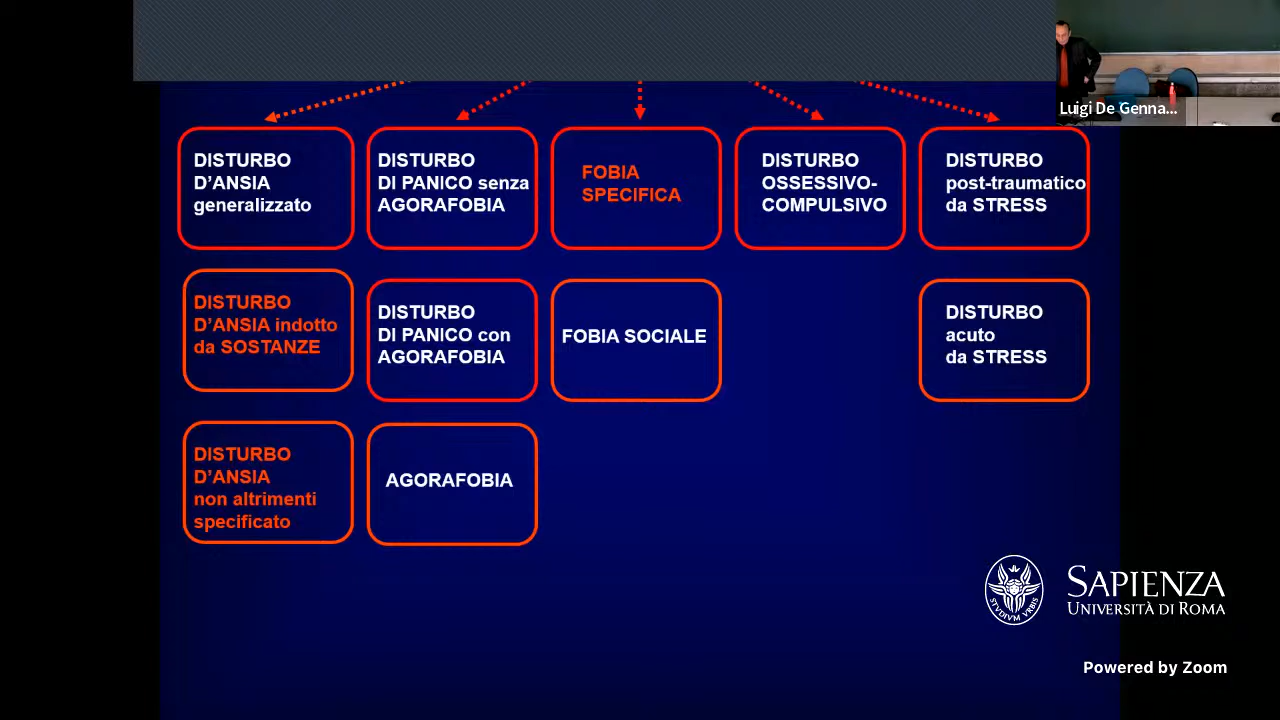 Luigi De Genna...
DISTURBO
D'ANSIA
generalizzato
DISTURBO
DI PANICO senza
AGORAFOBIA
FOBIA
SPECIFICA
DISTURBO
OSSESSIVO-
COMPULSIVO
DISTURBO
post-traumatico
da STRESS
DISTURBO
D'ANSIA indotto
da SOSTANZE
DISTURBO
DI PANICO con
AGORAFOBIA
FOBIA SOCIALE
DISTURBO
acuto
da STRESS
DISTURBO
D'ANSIA
non altrimenti
specificato
AGORAFOBIA
STVDIVM VRBIS
SAPIENZA
UNIVERSITÀ DI ROMA
Powered by Zoom